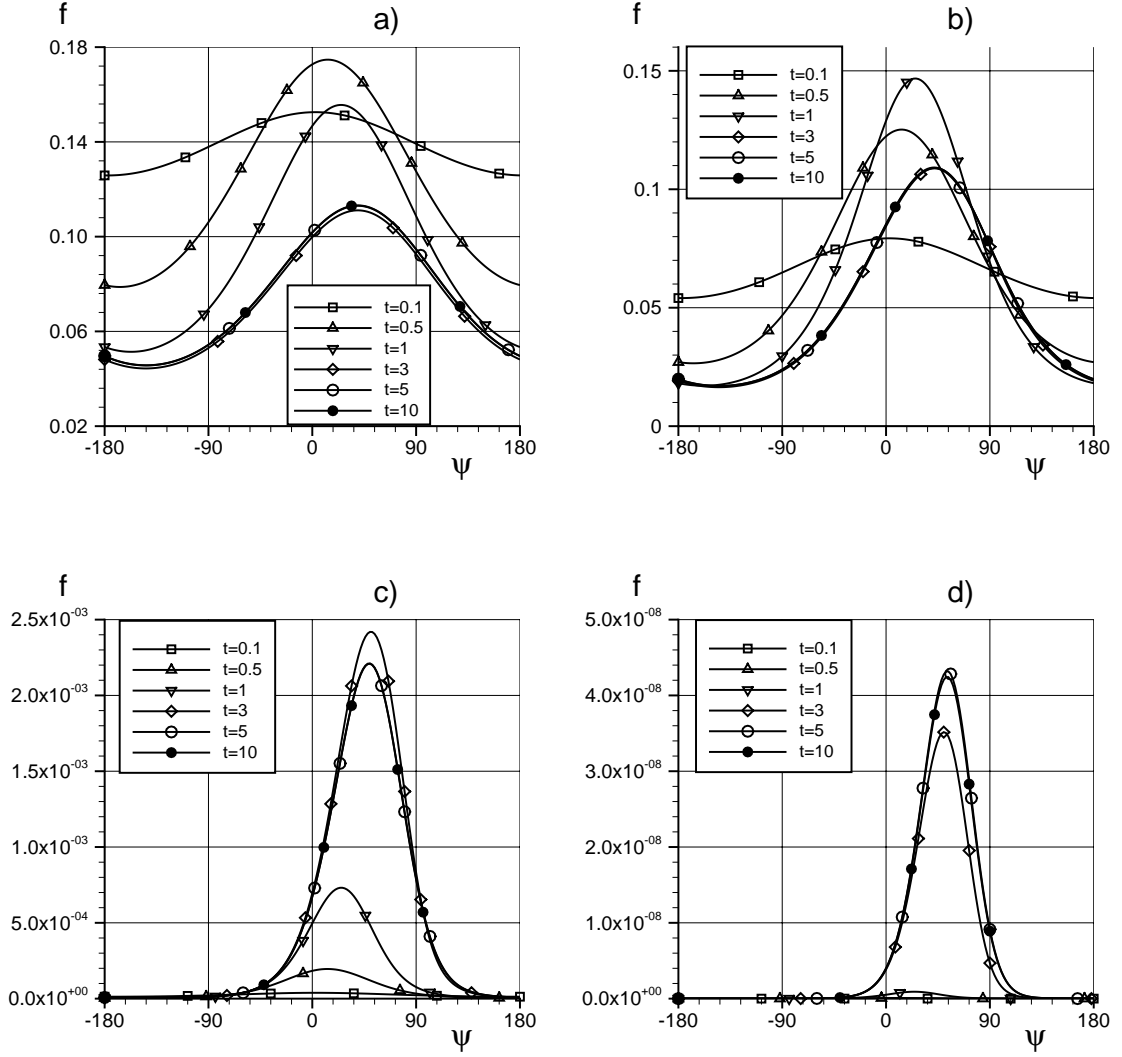 f a)
0.18
0.14
0.10
0.06
0.02
-180 -90 0 90 180
ψ
t=0.1
t=0.5
t=1
t=3
t=5
t=10
f b)
0.15
0.1
0.05
0
-180 -90 0 90 180
ψ
t=0.1
t=0.5
t=1
t=3
t=5
t=10
f c)
2.5x10-03
2.0x10-03
1.5x10-03
1.0x10-03
5.0x10-04
0.0x10+00
-180 -90 0 90 180
ψ
t=0.1
t=0.5
t=1
t=3
t=5
t=10
f d)
5.0x10-08
4.0x10-08
3.0x10-08
2.0x10-08
1.0x10-08
0.0x10+00
-180 -90 0 90 180
ψ
t=0.1
t=0.5
t=1
t=3
t=5
t=10